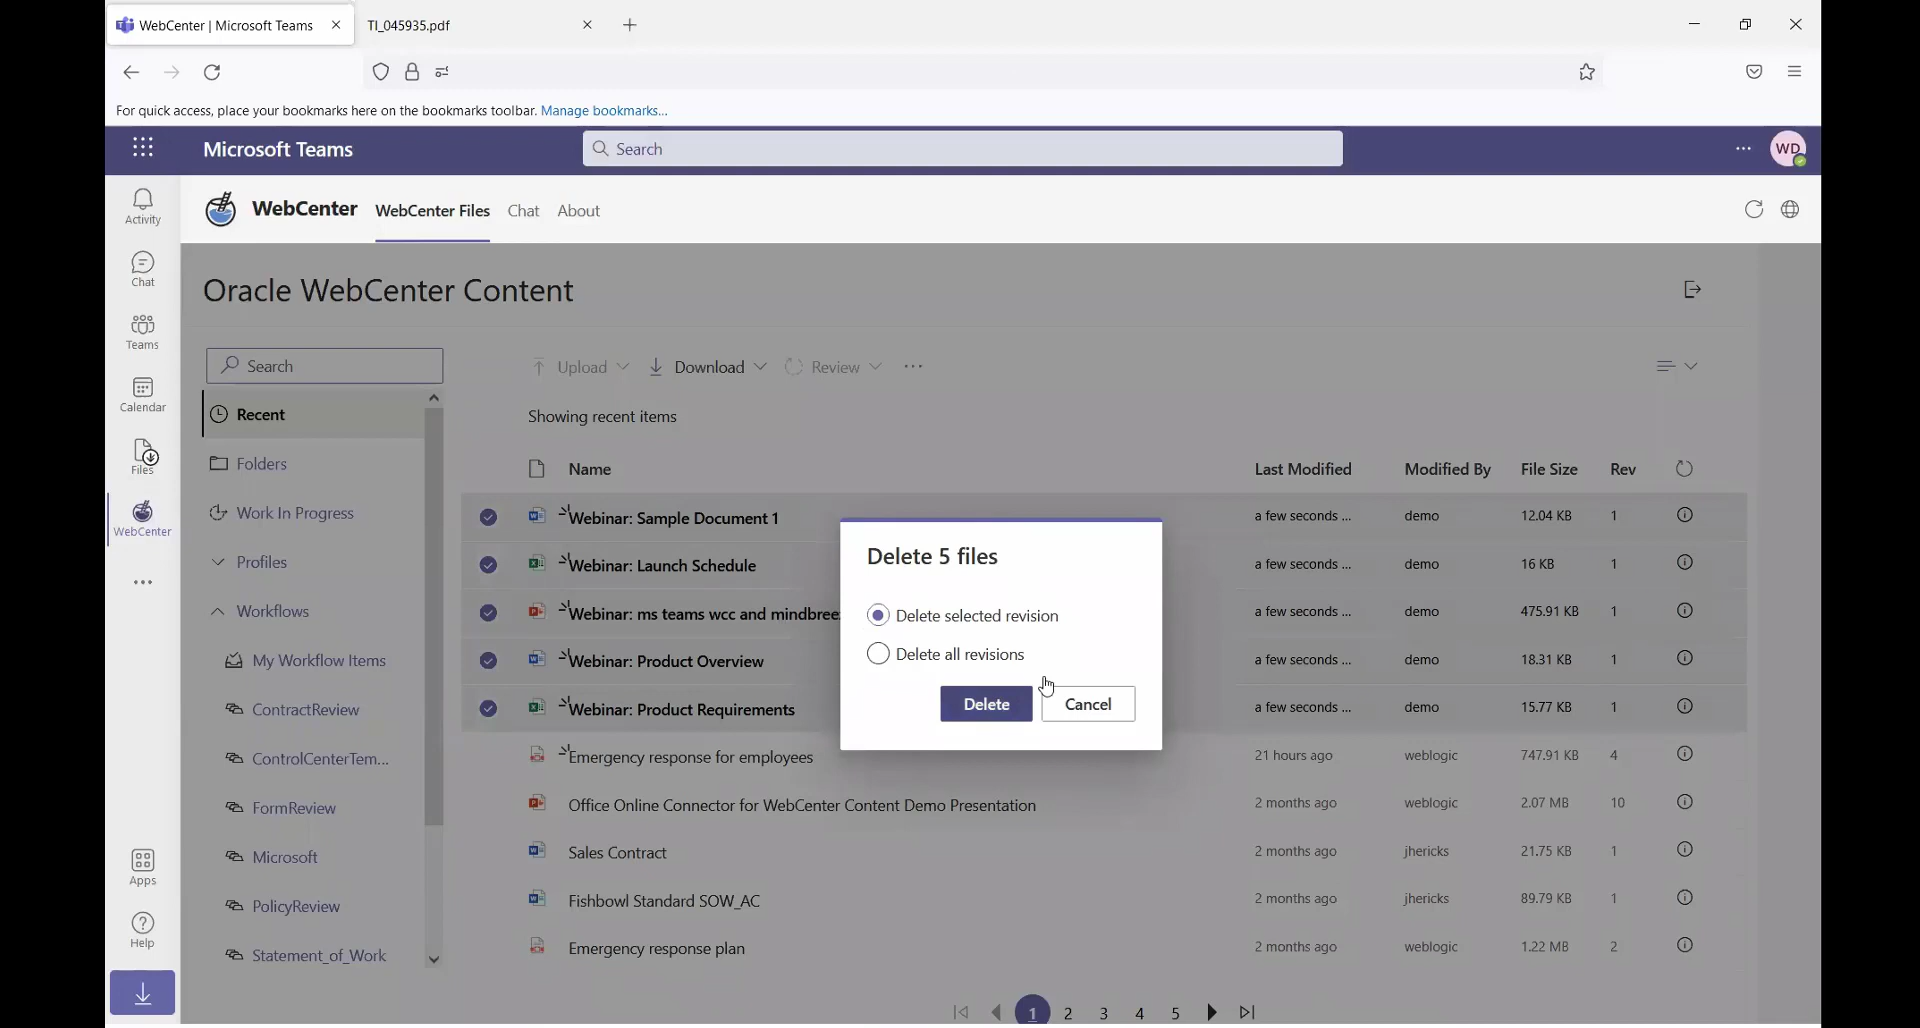 WebCenter | Microsoft Teams
TI_045935.pdf
For quick access, place your bookmarks here on the bookmarks toolbar. Manage bookmarks...
Microsoft Teams
Search
WD
Activity
Chat
Teams
Calendar
Files
WebCenter
Apps
Help
WebCenter
WebCenter Files
Chat
About
Oracle WebCenter Content
Search
Recent
Folders
Work In Progress
Profiles
Workflows
My Workflow Items
ContractReview
ControlCenterTem...
FormReview
Microsoft
PolicyReview
Statement_of_Work
Upload
Download
Review
Showing recent items
Name Last Modified Modified By File Size Rev
Webinar: Sample Document 1 a few seconds ... demo 12.04 KB 1
Webinar: Launch Schedule a few seconds ... demo 16 KB 1
Webinar: ms teams wcc and mindbree a few seconds ... demo 475.91 KB 1
Webinar: Product Overview a few seconds ... demo 18.31 KB 1
Webinar: Product Requirements a few seconds ... demo 15.77 KB 1
Emergency response for employees 21 hours ago weblogic 747.91 KB 4
Office Online Connector for WebCenter Content Demo Presentation 2 months ago weblogic 2.07 MB 10
Sales Contract 2 months ago jhericks 21.75 KB 1
Fishbowl Standard SOW_AC 2 months ago jhericks 89.79 KB 1
Emergency response plan 2 months ago weblogic 1.22 MB 2
1 2 3 4 5
Delete 5 files
Delete selected revision
Delete all revisions
Delete
Cancel